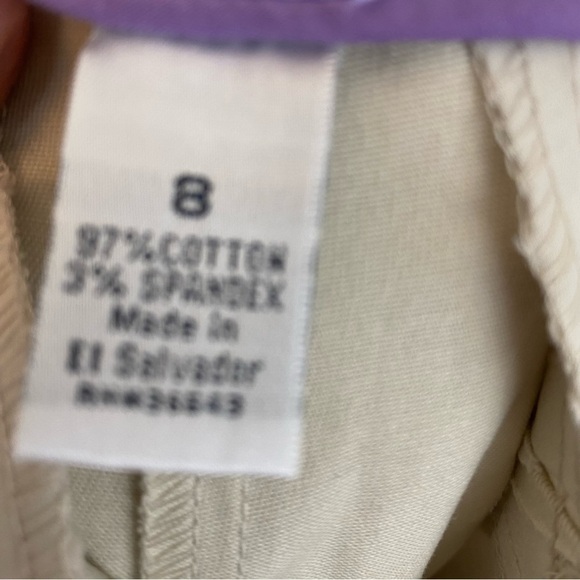 8
97% COTTON
3% SPANDEX
Made in
El Salvador